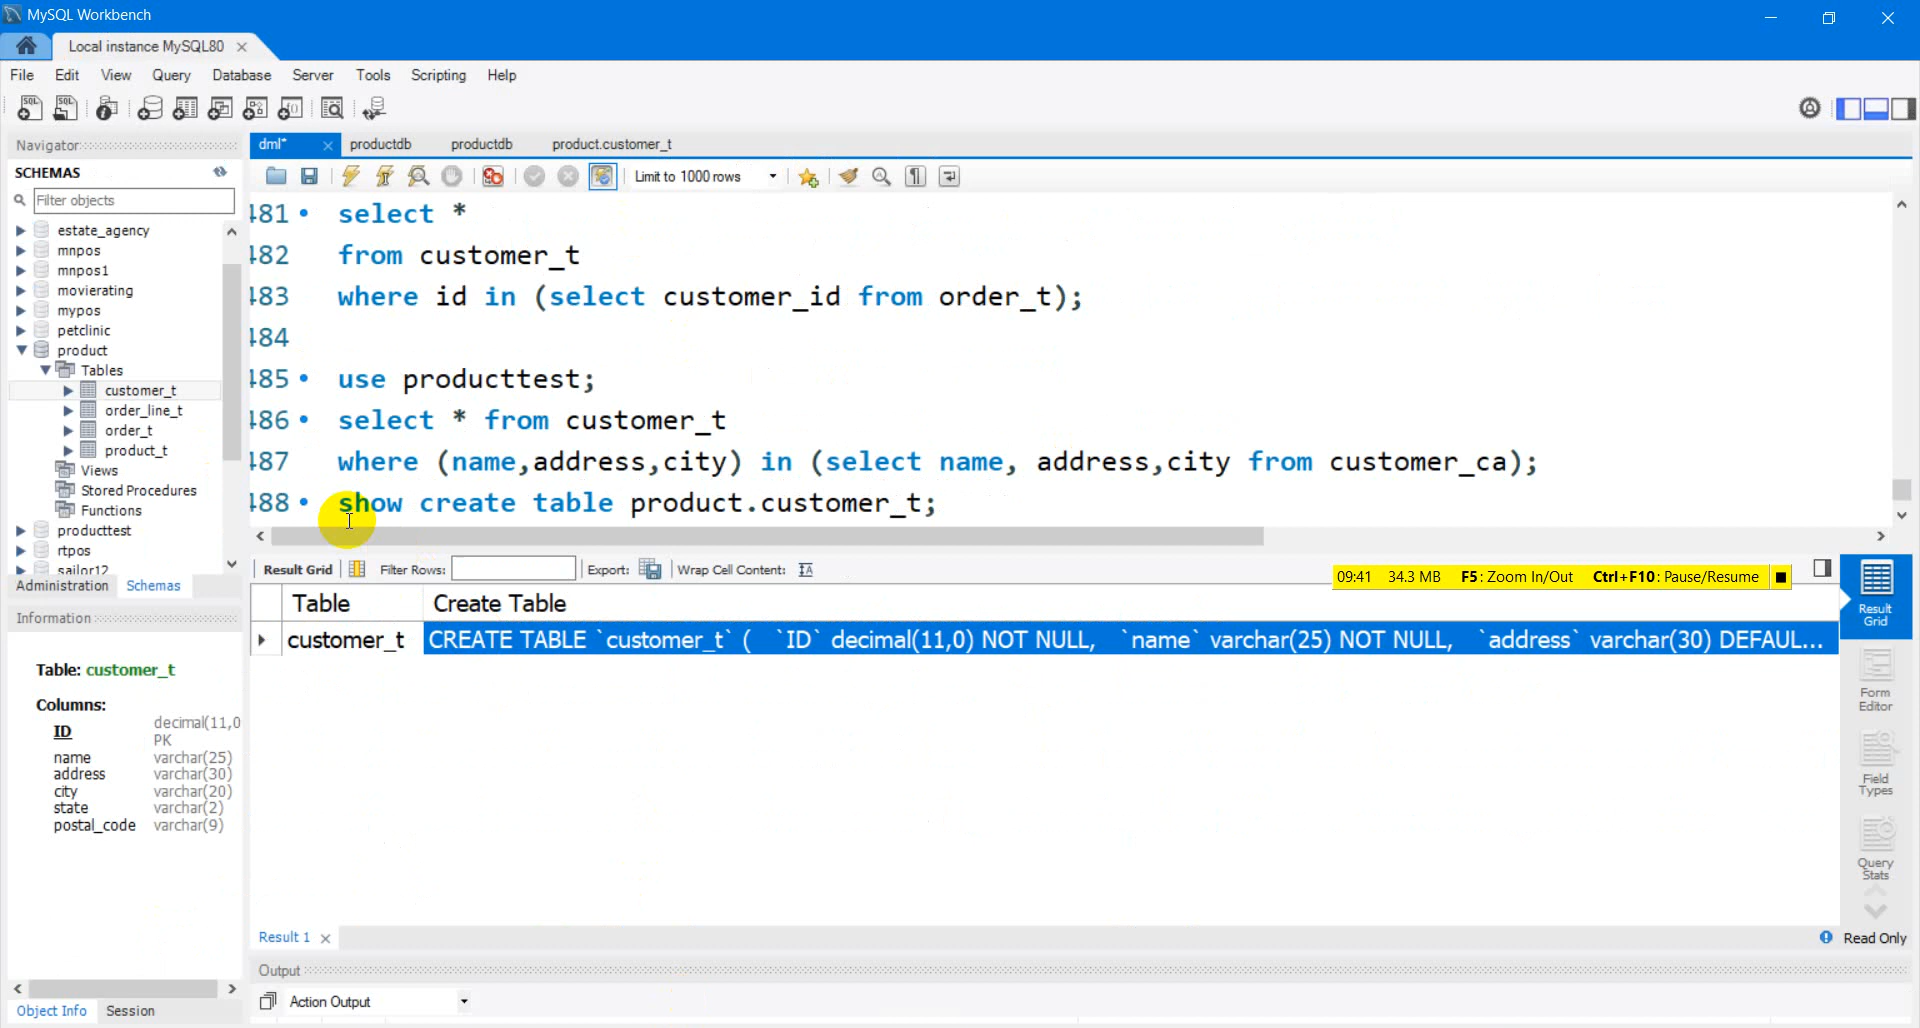 MySQL Workbench
Local instance MySQL80
File Edit View Query Database Server Tools Scripting Help
Navigator
SCHEMAS
Filter objects
estate_agency
mnpos
mnpos1
movierating
mypos
petclinic
product
Tables
customer_t
order_line_t
order_t
product_t
Views
Stored Procedures
Functions
producttest
rtpos
sailor12
Administration Schemas
Information
Table: customer_t
Columns:
ID decimal(11,0
PK
name varchar(25)
address varchar(30)
city varchar(20)
state varchar(2)
postal_code varchar(9)
Object Info Session
dml* productdb productdb product.customer_t
Limit to 1000 rows
481 select *
482 from customer_t
483 where id in (select customer_id from order_t);
484
485 use producttest;
486 select * from customer_t
487 where (name,address,city) in (select name, address,city from customer_ca);
488 show create table product.customer_t;
Result Grid Filter Rows: Export: Wrap Cell Content:
09:41 34.3 MB F5: Zoom In/Out Ctrl+F10: Pause/Resume
Table Create Table
customer_t CREATE TABLE `customer_t` ( `ID` decimal(11,0) NOT NULL, `name` varchar(25) NOT NULL, `address` varchar(30) DEFAUL...
Result
Grid
Form
Editor
Field
Types
Query
Stats
Result 1
Read Only
Output
Action Output